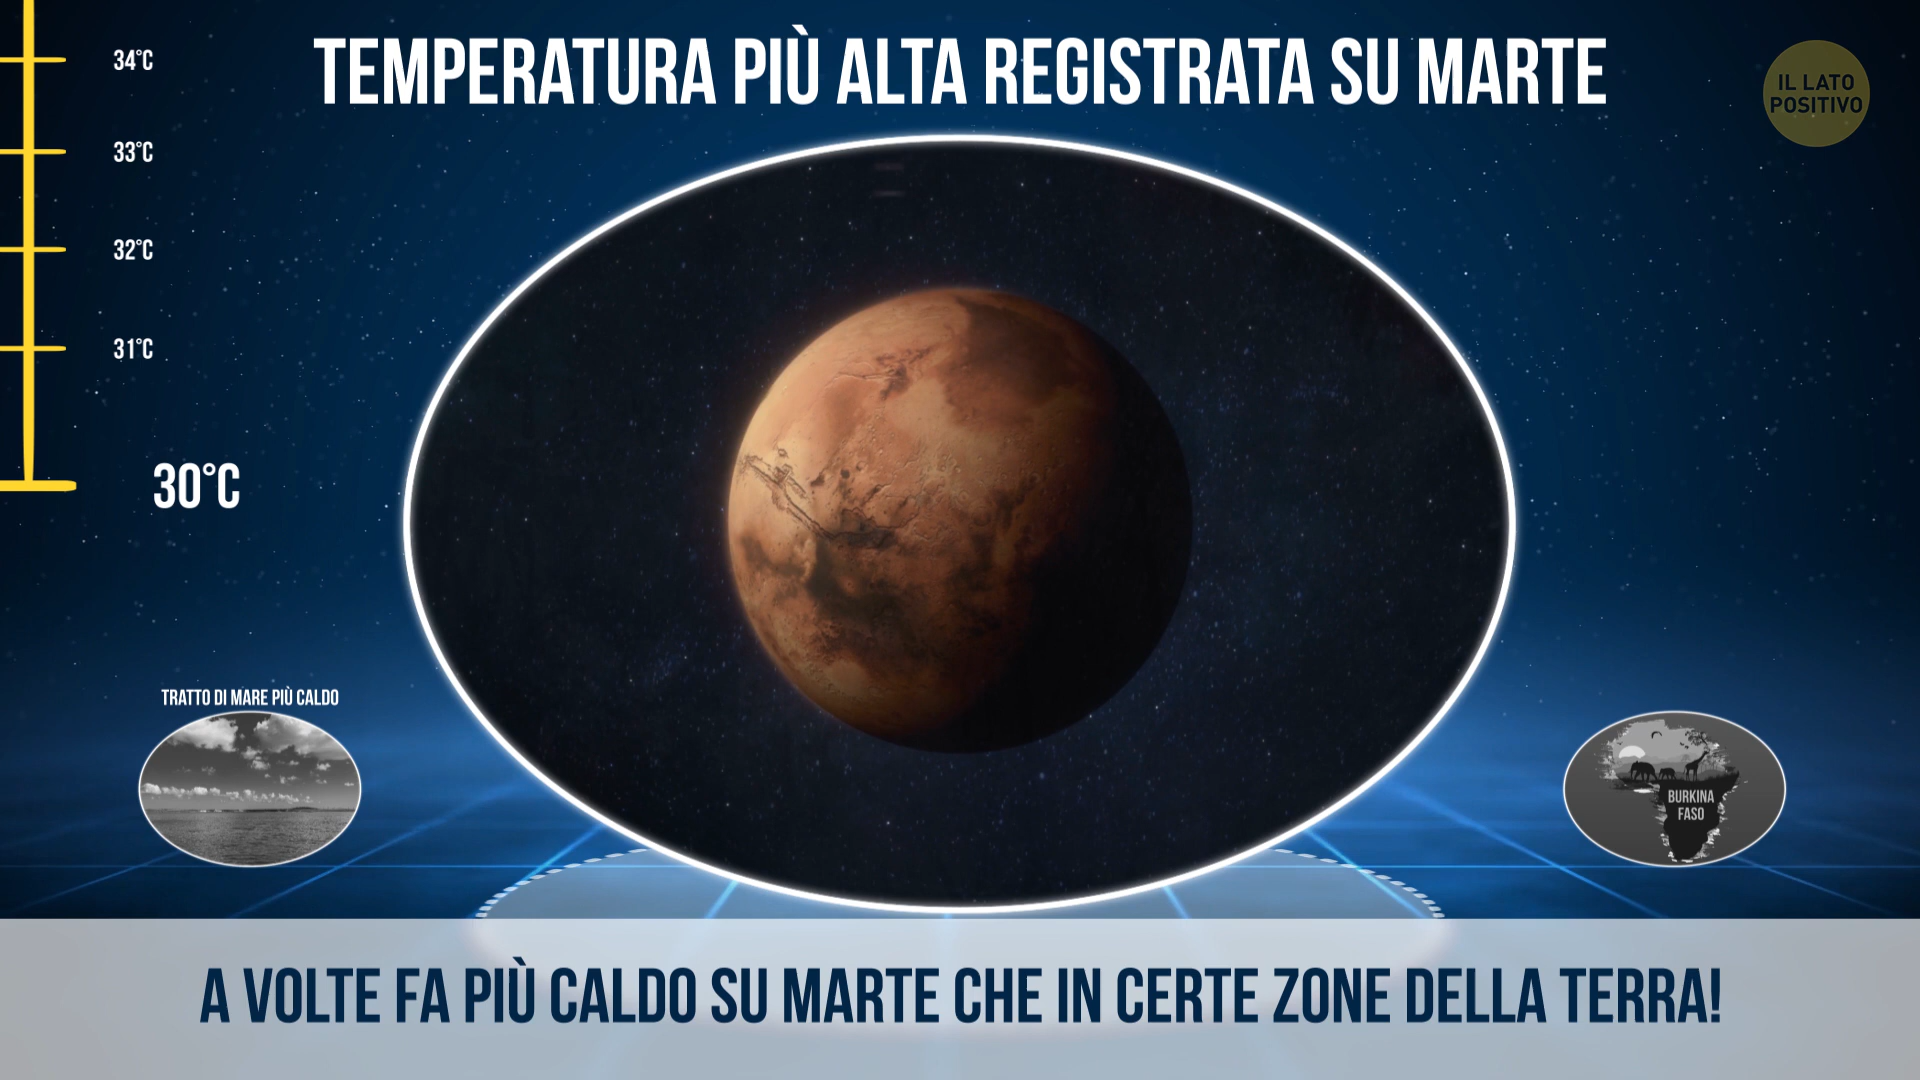 TEMPERATURA PIÙ ALTA REGISTRATA SU MARTE
IL LATO
POSITIVO
34°C
33°C
32°C
31°C
30°C
TRATTO DI MARE PIÙ CALDO
BURKINA
FASO
A VOLTE FA PIÙ CALDO SU MARTE CHE IN CERTE ZONE DELLA TERRA!